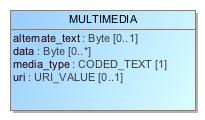 MULTIMEDIA
alternate_text : Byte [0..1]
data : Byte [0..*]
media_type : CODED_TEXT [1]
uri : URI_VALUE [0..1]